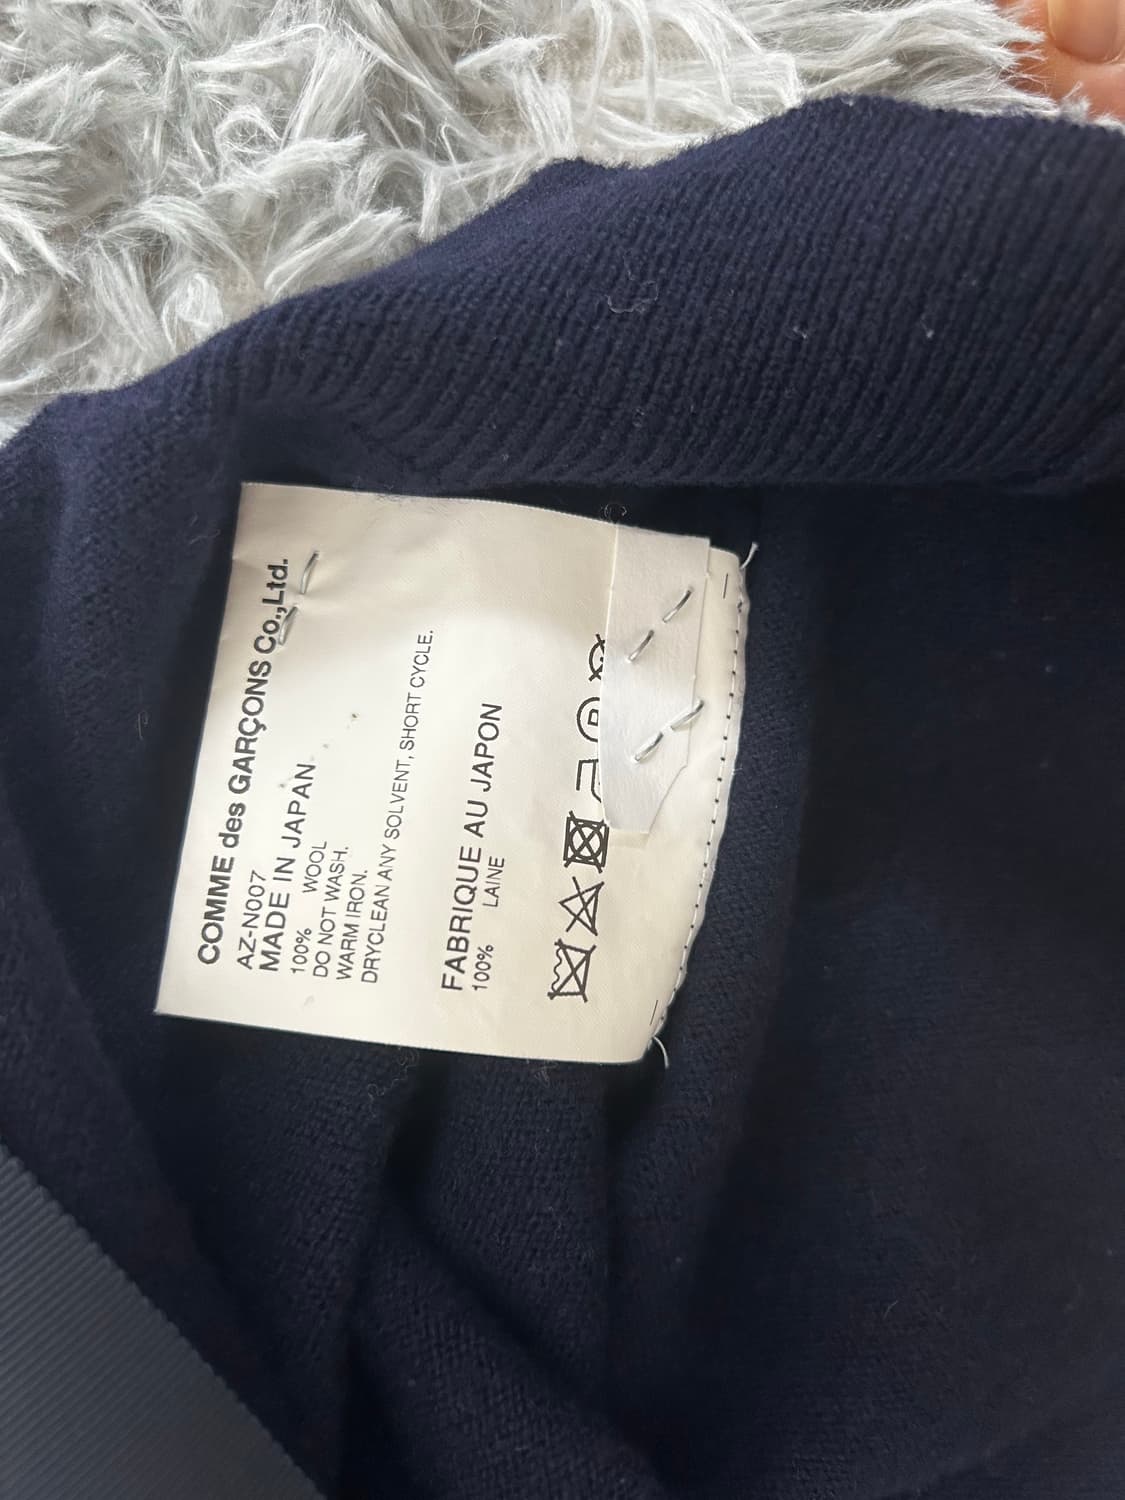 COMME des GARÇONS Co.,Ltd.
AZ-N007
MADE IN JAPAN
100% WOOL
DO NOT WASH.
WARM IRON.
DRYCLEAN ANY SOLVENT, SHORT CYCLE.
FABRIQUE AU JAPON
100% LAINE